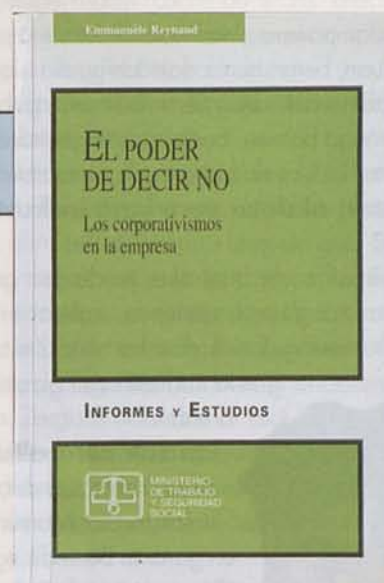 Emmanuèle Reynaud
EL PODER
DE DECIR NO
Los corporativismos
en la empresa
INFORMES Y ESTUDIOS
MINISTERIO
DE TRABAJO
Y SEGURIDAD
SOCIAL